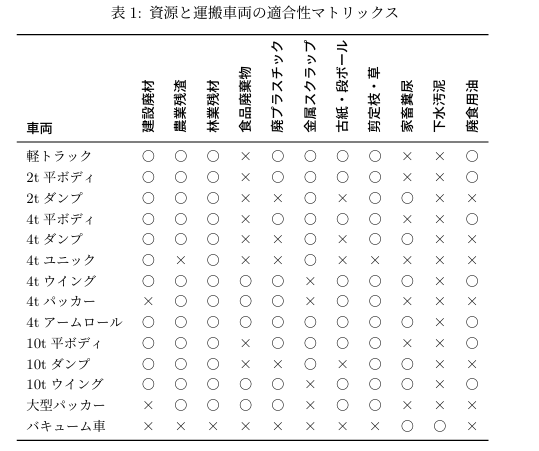 表 1: 資源と運搬車両の適合性マトリックス
車両 建設廃材 農業残渣 林業残材 食品廃棄物 廃プラスチック 金属スクラップ 古紙・段ボール 剪定枝・草 家畜糞尿 下水汚泥 廃食用油
軽トラック ○ ○ ○ × ○ ○ ○ ○ × × ○
2t 平ボディ ○ ○ ○ × ○ ○ ○ ○ × × ○
2t ダンプ ○ ○ ○ × × ○ × ○ ○ × ×
4t 平ボディ ○ ○ ○ × ○ ○ ○ ○ × × ○
4t ダンプ ○ ○ ○ × × ○ × ○ ○ × ×
4t ユニック ○ × ○ × × ○ × × × × ×
4t ウイング ○ ○ ○ ○ ○ × ○ ○ ○ × ○
4t パッカー × ○ ○ ○ ○ × ○ ○ × × ×
4t アームロール ○ ○ ○ ○ ○ ○ ○ ○ ○ × ○
10t 平ボディ ○ ○ ○ × ○ ○ ○ ○ × × ○
10t ダンプ ○ ○ ○ × × ○ × ○ ○ × ×
10t ウイング ○ ○ ○ ○ ○ × ○ ○ ○ × ○
大型パッカー × ○ ○ ○ ○ × ○ ○ × × ×
バキューム車 × × × × × × × × ○ ○ ×